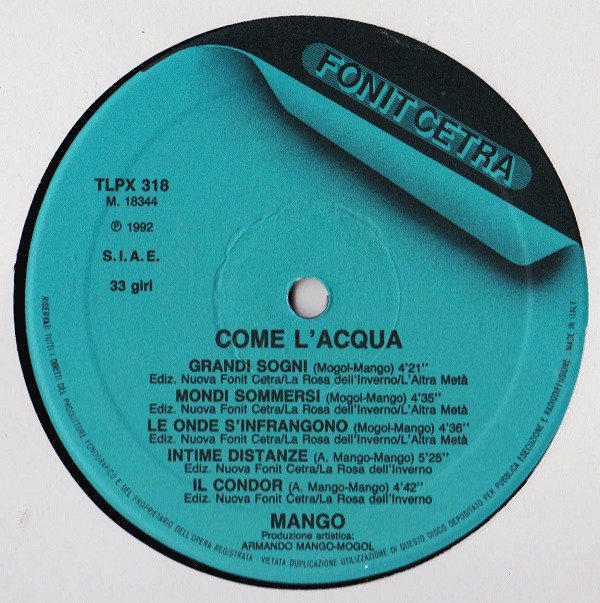 FONIT CETRA
TLPX 318
M. 18344
Ⓟ 1992
S.I.A.E.
33 giri
COME L'ACQUA
GRANDI SOGNI (Mogol-Mango) 4'21''
Ediz. Nuova Fonit Cetra/La Rosa dell'Inverno/L'Altra Metà
MONDI SOMMERSI (Mogol-Mango) 4'35''
Ediz. Nuova Fonit Cetra/La Rosa dell'Inverno/L'Altra Metà
LE ONDE S'INFRANGONO (Mogol-Mango) 4'36''
Ediz. Nuova Fonit Cetra/La Rosa dell'Inverno/L'Altra Metà
INTIME DISTANZE (A. Mango-Mango) 5'25''
Ediz. Nuova Fonit Cetra/La Rosa dell'Inverno
IL CONDOR (A. Mango-Mango) 4'42''
Ediz. Nuova Fonit Cetra/La Rosa dell'Inverno
MANGO
Produzione artistica:
ARMANDO MANGO-MOGOL
RISERVATI TUTTI I DIRITTI DEL PRODUTTORE FONOGRAFICO E DEL PROPRIETARIO DELL'OPERA REGISTRATA - VIETATA DUPLICAZIONE UTILIZZAZIONE DI QUESTO DISCO DEPOSITATO PER PUBBLICA ESECUZIONE E RADIODIFFUSIONE. MADE IN ITALY